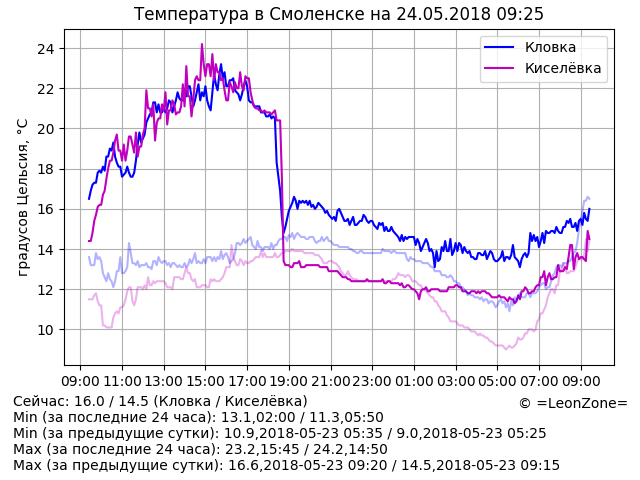 Температура в Смоленске на 24.05.2018 09:25
Кловка
Киселёвка
градусов Цельсия, °C
24
22
20
18
16
14
12
10
09:00 11:00 13:00 15:00 17:00 19:00 21:00 23:00 01:00 03:00 05:00 07:00 09:00
Сейчас: 16.0 / 14.5 (Кловка / Киселёвка)
© =LeonZone=
Min (за последние 24 часа): 13.1,02:00 / 11.3,05:50
Min (за предыдущие сутки): 10.9,2018-05-23 05:35 / 9.0,2018-05-23 05:25
Max (за последние 24 часа): 23.2,15:45 / 24.2,14:50
Max (за предыдущие сутки): 16.6,2018-05-23 09:20 / 14.5,2018-05-23 09:15